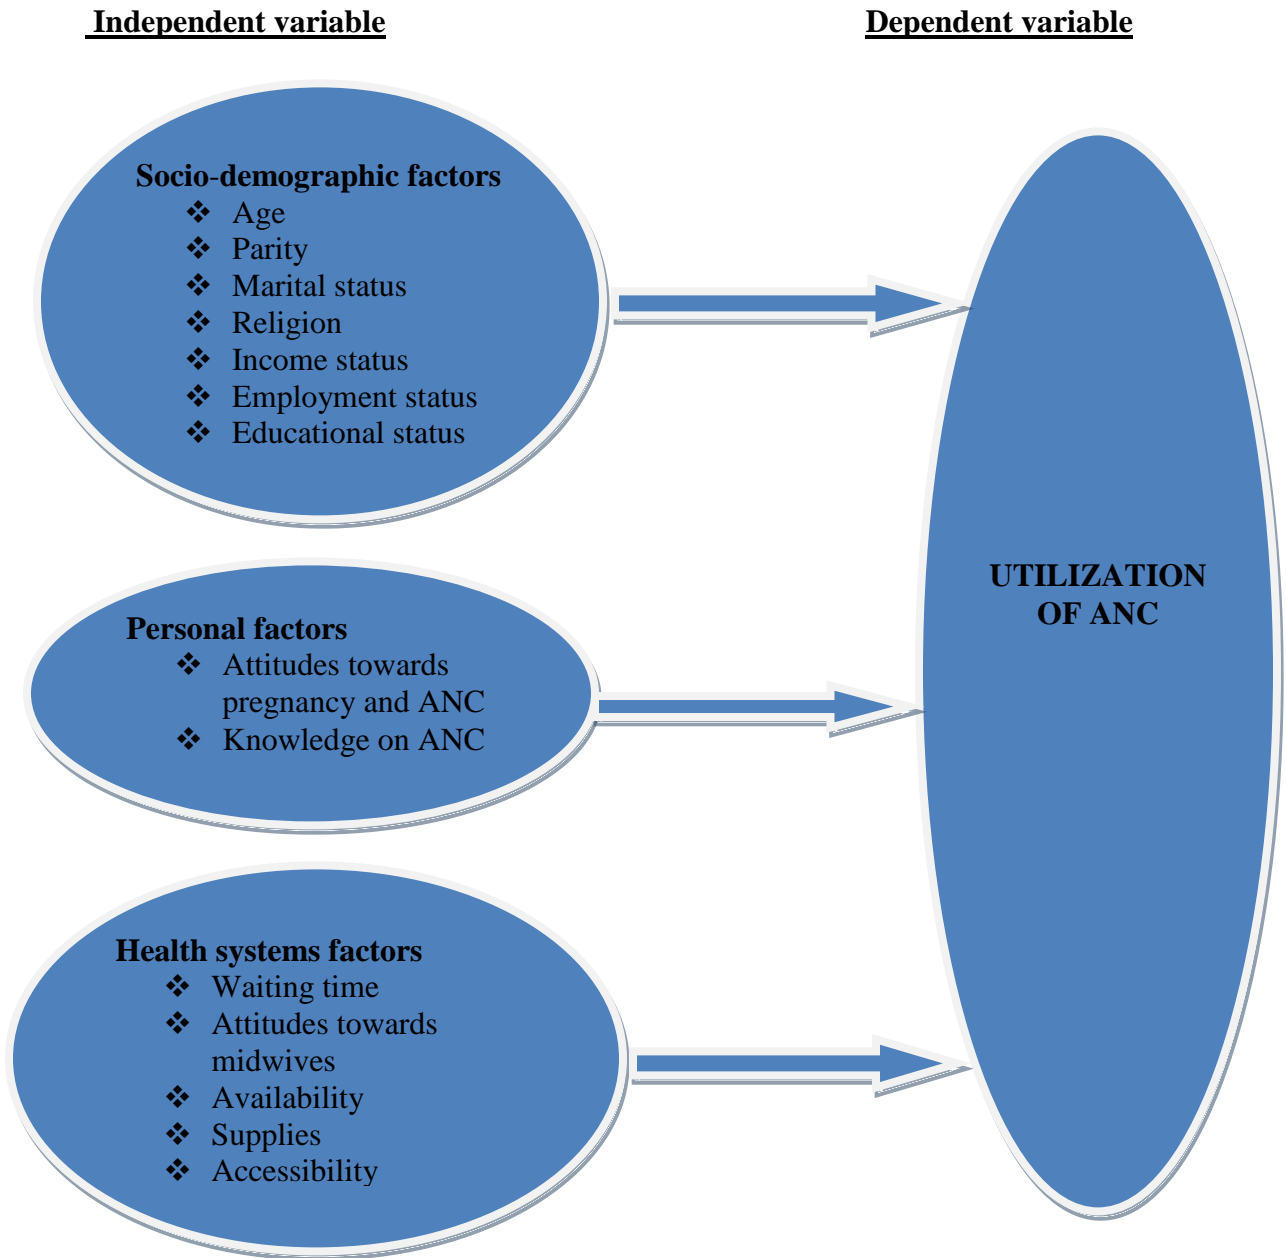 Independent variable
Dependent variable
Socio-demographic factors
❖ Age
❖ Parity
❖ Marital status
❖ Religion
❖ Income status
❖ Employment status
❖ Educational status
Personal factors
❖ Attitudes towards
pregnancy and ANC
❖ Knowledge on ANC
Health systems factors
❖ Waiting time
❖ Attitudes towards
midwives
❖ Availability
❖ Supplies
❖ Accessibility
UTILIZATION
OF ANC